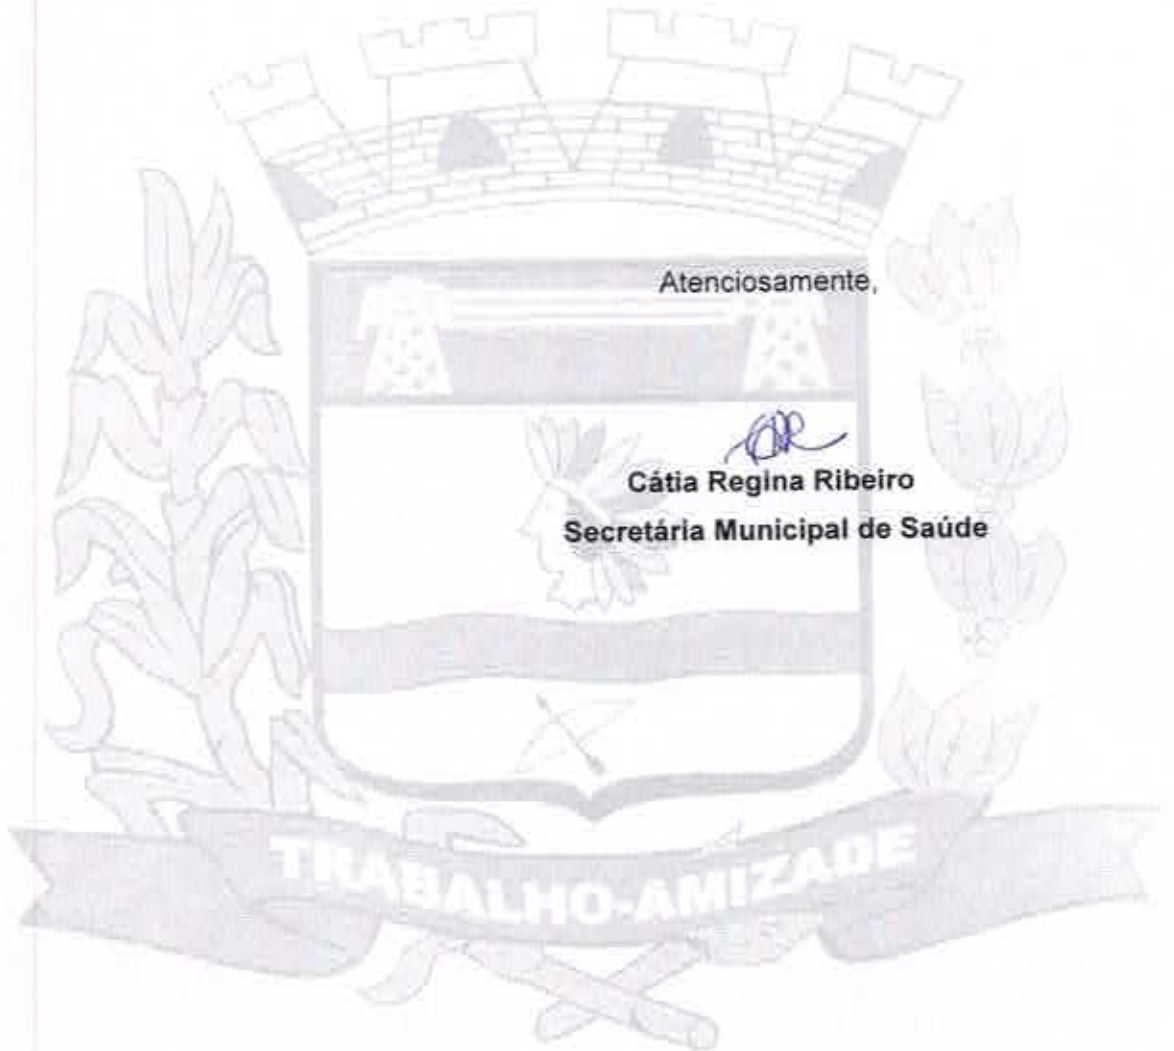 Atenciosamente,
Cátia Regina Ribeiro
Secretária Municipal de Saúde
TRABALHO-AMIZADE